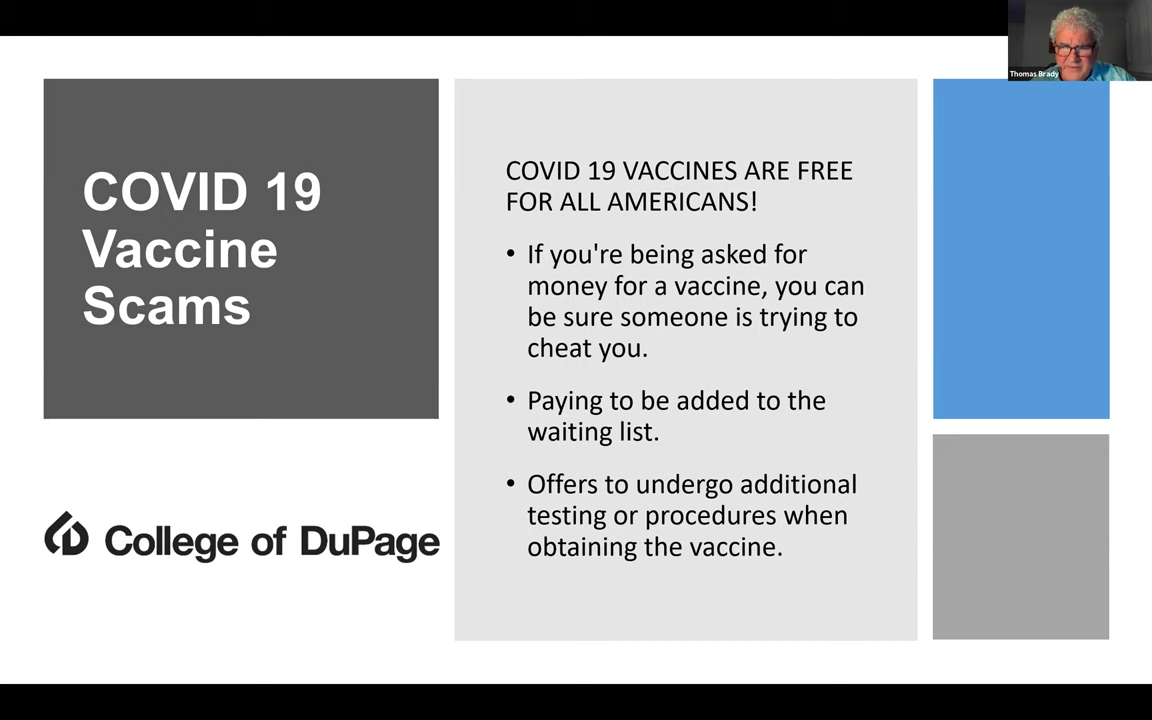 Thomas Brady
COVID 19
Vaccine
Scams
COVID 19 VACCINES ARE FREE
FOR ALL AMERICANS!
• If you're being asked for
money for a vaccine, you can
be sure someone is trying to
cheat you.
• Paying to be added to the
waiting list.
• Offers to undergo additional
testing or procedures when
obtaining the vaccine.
College of DuPage